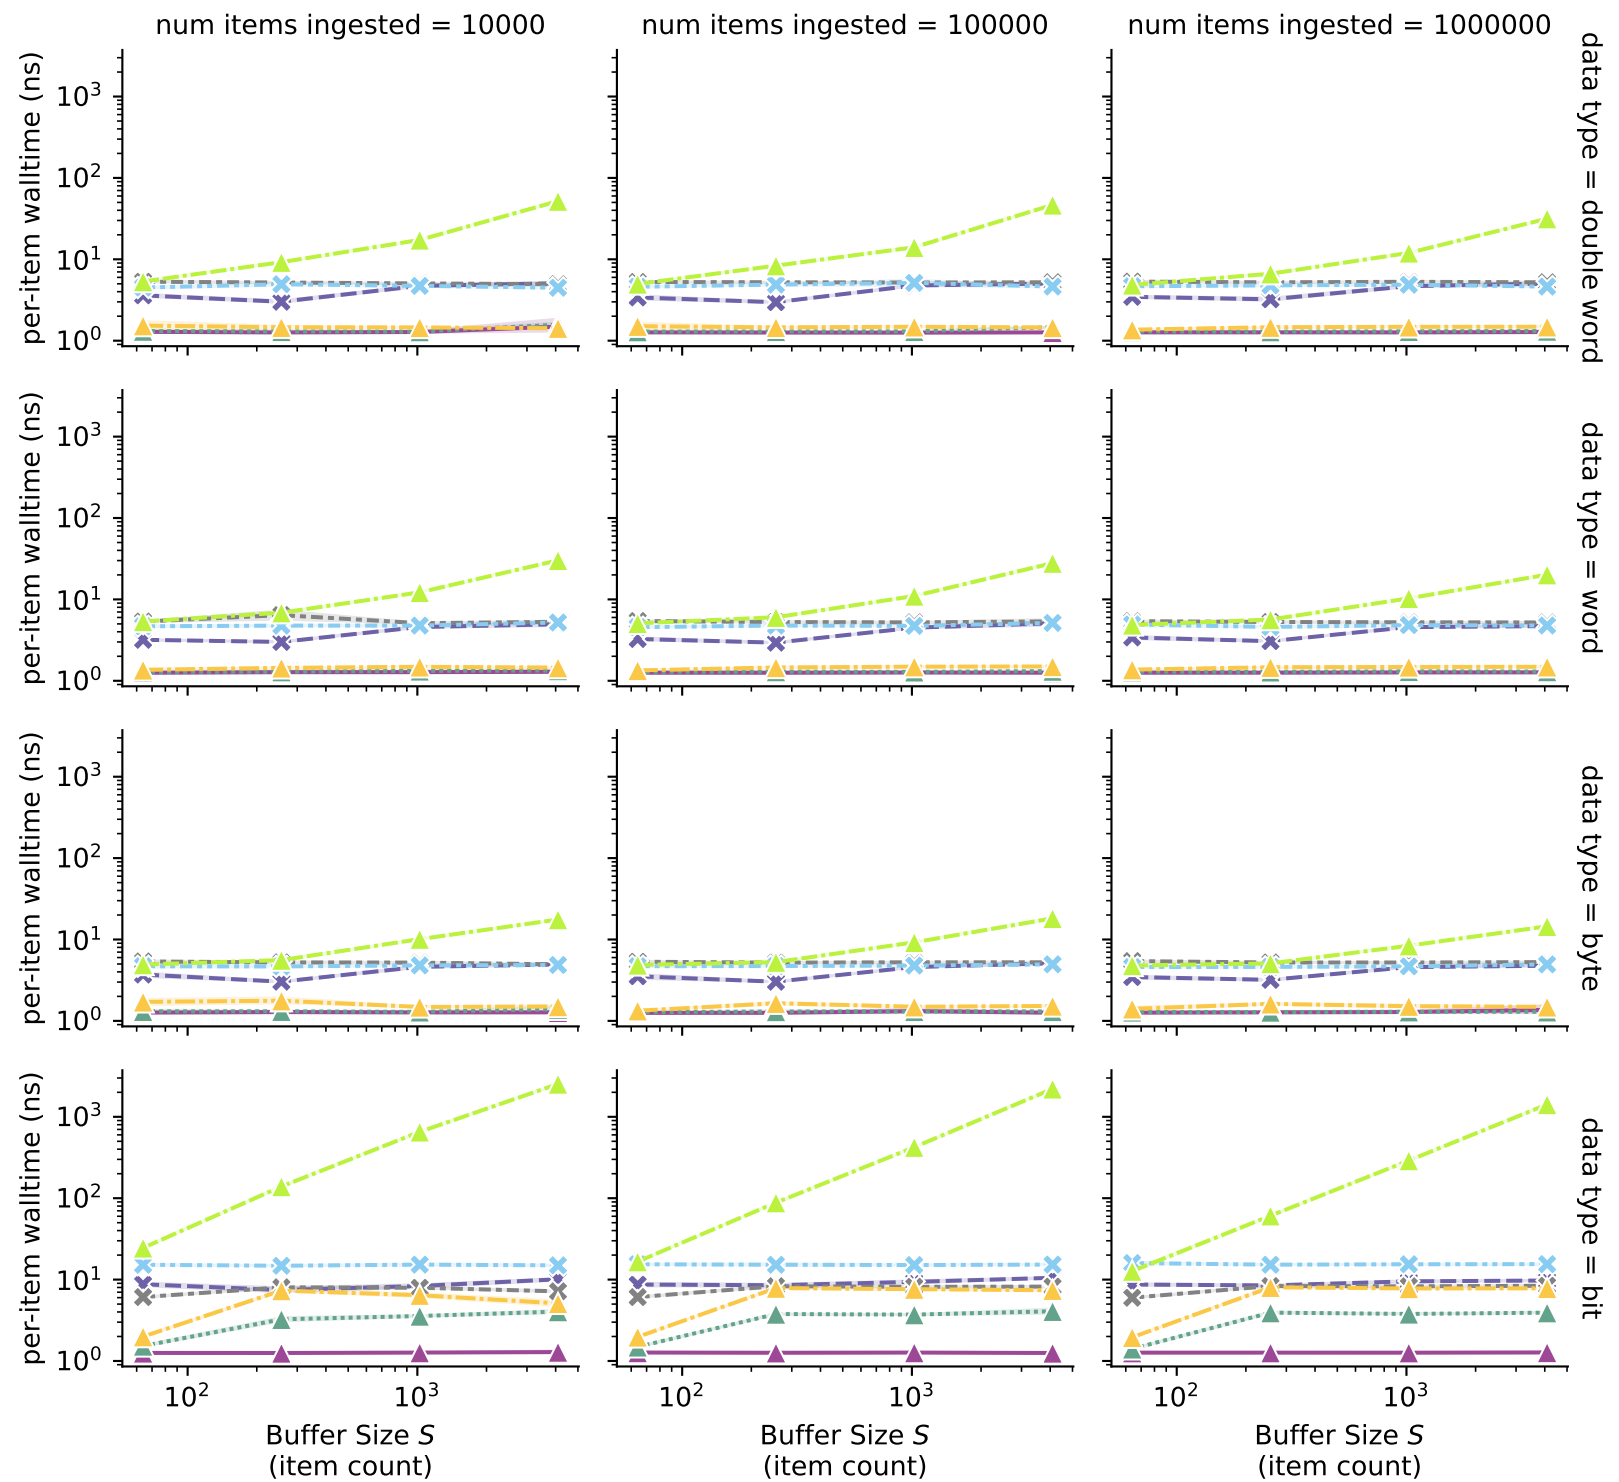 num items ingested = 10000
num items ingested = 100000
num items ingested = 1000000
per-item walltime (ns)
10³
10²
10¹
10⁰
data type = double word
per-item walltime (ns)
10³
10²
10¹
10⁰
data type = word
per-item walltime (ns)
10³
10²
10¹
10⁰
data type = byte
per-item walltime (ns)
10³
10²
10¹
10⁰
data type = bit
10² 10³ 10² 10³ 10² 10³
Buffer Size S
(item count)
Buffer Size S
(item count)
Buffer Size S
(item count)